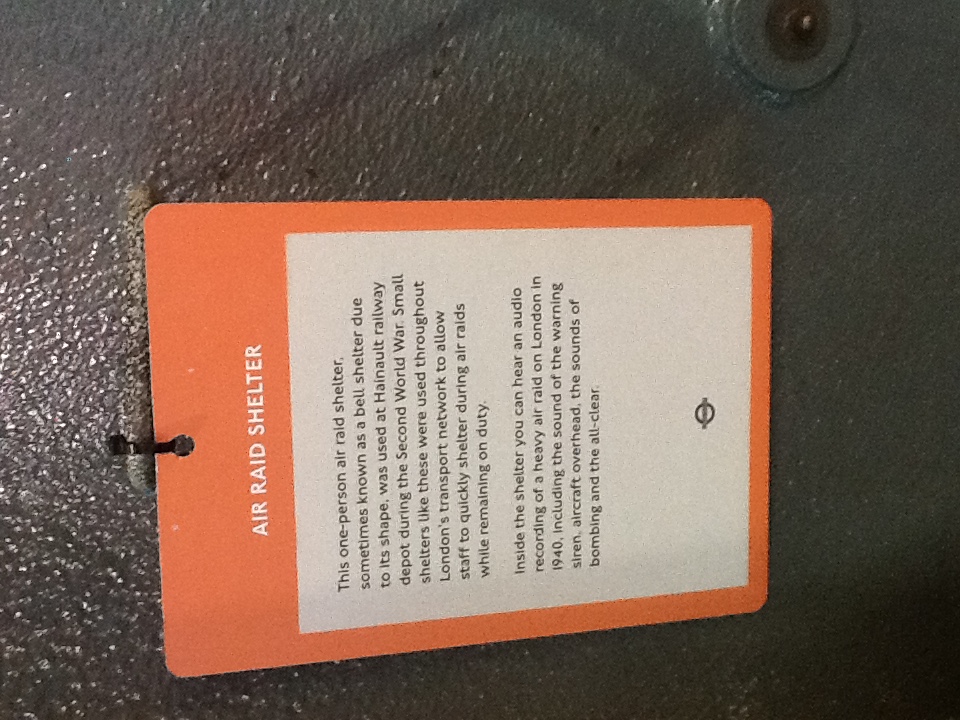 AIR RAID SHELTER
This one-person air raid shelter,
sometimes known as a bell shelter due
to its shape, was used at Hainault railway
depot during the Second World War. Small
shelters like these were used throughout
London's transport network to allow
staff to quickly shelter during air raids
while remaining on duty.
Inside the shelter you can hear an audio
recording of a heavy air raid on London in
1940, including the sound of the warning
siren, aircraft overhead, the sounds of
bombing and the all-clear.